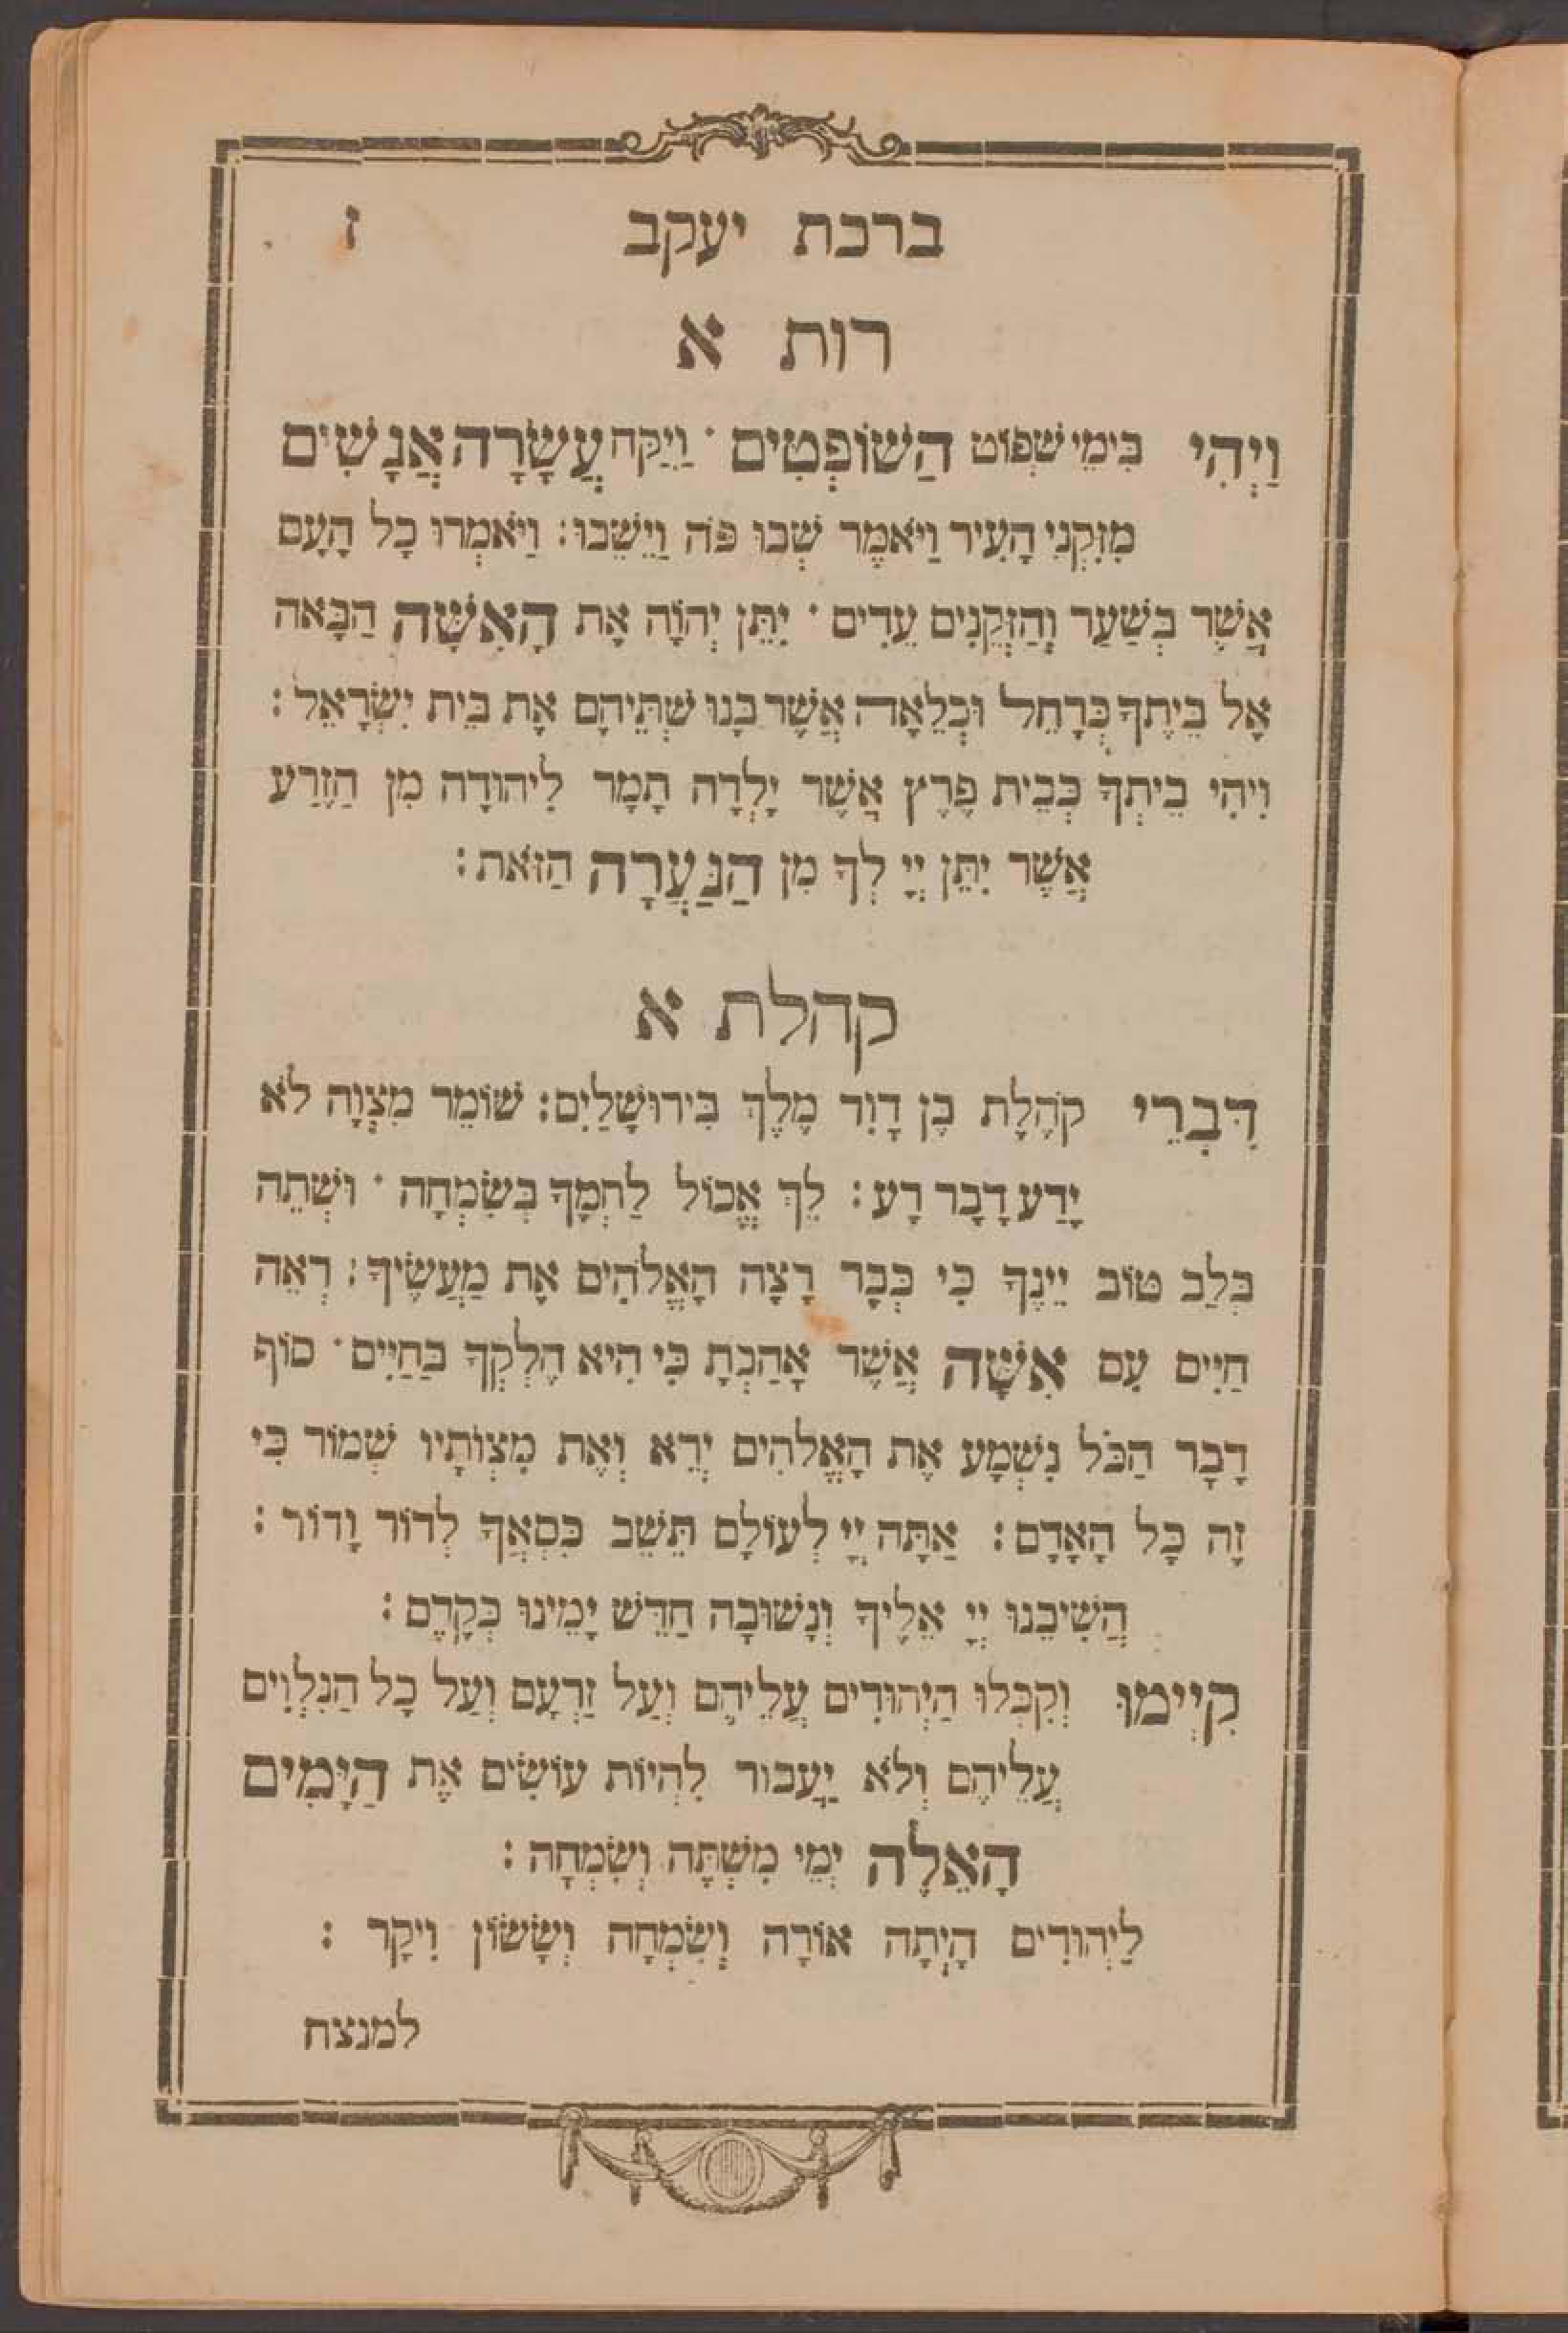 ברכת יעקב ז
רות א
וַיְהִי בִּימֵי שְׁפוֹט הַשּׁוֹפְטִים · וַיִּקַּח עֲשָׂרָה אֲנָשִׁים
מִזִּקְנֵי הָעִיר וַיֹּאמֶר שְׁבוּ פֹּה וַיֵּשֵׁבוּ: וַיֹּאמְרוּ כָל הָעָם
אֲשֶׁר בְּשַׁעַר וְהַזְּקֵנִים עֵדִים · יִתֵּן יְהוָֹה אֶת הָאִשָּׁה הַבָּאה
אֶל בֵּיתֶךָ כְּרָחֵל וּכְלֵאָה אֲשֶׁר בָּנוּ שְׁתֵּיהֶם אֶת בֵּית יִשְׂרָאֵל:
וִיהִי בֵיתְךָ כְּבֵית פֶּרֶץ אֲשֶׁר יָלְדָה תָמָר לִיהוּדָה מִן הַזֶּרַע
אֲשֶׁר יִתֵּן יְיָ לְךָ מִן הַנַּעֲרָה הַזֹּאת:
קהלת א
דִּבְרֵי קֹהֶלֶת בֶּן דָּוִד מֶלֶךְ בִּירוּשָׁלַיִם: שׁוֹמֵר מִצְוָה לֹא
יָדַע דָּבָר רָע: לֵךְ אֱכוֹל לַחְמֶךָ בְּשִׂמְחָה · וּשְׁתֵה
בְּלֵב טוֹב יֵינֶךָ כִּי כְּבָר רָצָה הָאֱלֹהִים אֶת מַעֲשֶׂיךָ: רְאֵה
חַיִּים עִם אִשָּׁה אֲשֶׁר אָהַבְתָּ כִּי הִיא חֶלְקְךָ בַּחַיִּים · סוֹף
דָּבָר הַכֹּל נִשְׁמָע אֶת הָאֱלֹהִים יְרֵא וְאֶת מִצְוֹתָיו שְׁמוֹר כִּי
זֶה כָּל הָאָדָם: אַתָּה יְיָ לְעוֹלָם תֵּשֵׁב כִּסְאֲךָ לְדוֹר וָדוֹר:
הֲשִׁיבֵנוּ יְיָ אֵלֶיךָ וְנָשׁוּבָה חַדֵּשׁ יָמֵינוּ כְּקֶדֶם:
קִיְּימוּ וְקִבְּלוּ הַיְּהוּדִים עֲלֵיהֶם וְעַל זַרְעָם וְעַל כָּל הַנִּלְוִים
עֲלֵיהֶם וְלֹא יַעֲבוֹר לִהְיוֹת עוֹשִׂים אֶת הַיָּמִים
הָאֵלֶּה יְמֵי מִשְׁתֶּה וְשִׂמְחָה:
לַיְּהוּדִים הָיְתָה אוֹרָה וְשִׂמְחָה וְשָׂשׂוֹן וִיקָר:
למנצח